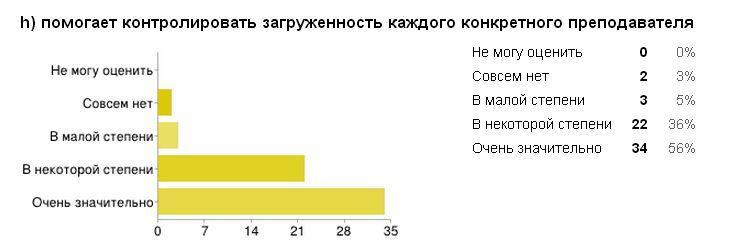 h) помогает контролировать загруженность каждого конкретного преподавателя
Не могу оценить
Совсем нет
В малой степени
В некоторой степени
Очень значительно
0 7 14 21 28 35
Не могу оценить 0 0%
Совсем нет 2 3%
В малой степени 3 5%
В некоторой степени 22 36%
Очень значительно 34 56%